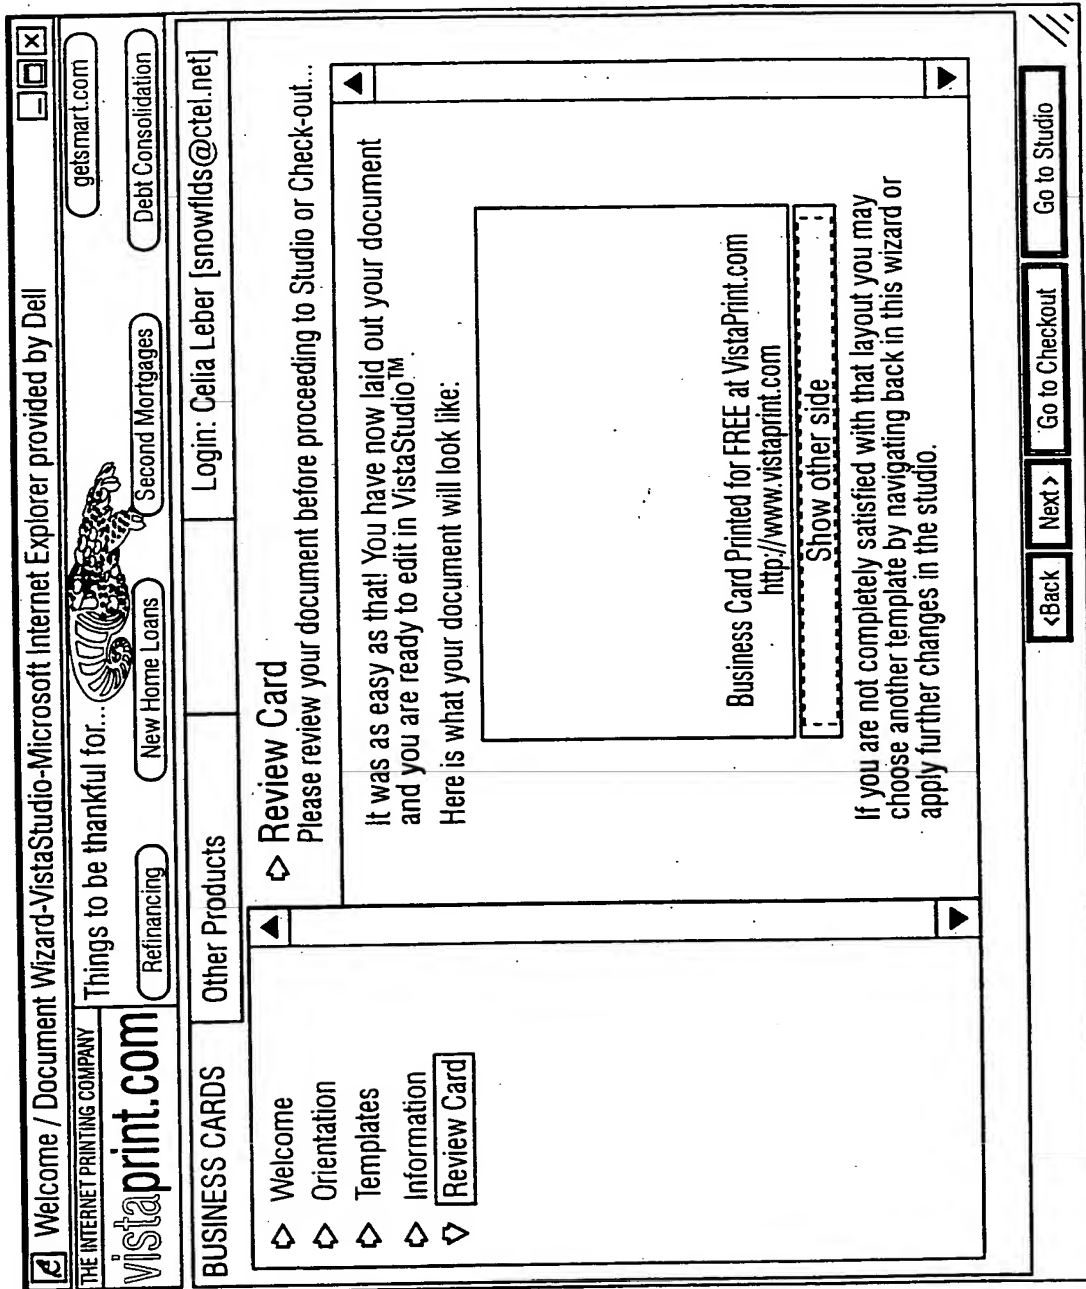 Welcome / Document Wizard-VistaStudio-Microsoft Internet Explorer provided by Dell
THE INTERNET PRINTING COMPANY
vistaprint.com
Things to be thankful for...
getsmart.com
Refinancing
New Home Loans
Second Mortgages
Debt Consolidation
BUSINESS CARDS
Other Products
Login: Celia Leber [snowflds@ctel.net]
Welcome
Orientation
Templates
Information
Review Card
Review Card
Please review your document before proceeding to Studio or Check-out...
It was as easy as that! You have now laid out your document
and you are ready to edit in VistaStudio™.
Here is what your document will look like:
Business Card Printed for FREE at VistaPrint.com
http://www.vistaprint.com
Show other side
If you are not completely satisfied with that layout you may
choose another template by navigating back in this wizard or
apply further changes in the studio.
<Back
Next>
Go to Checkout
Go to Studio